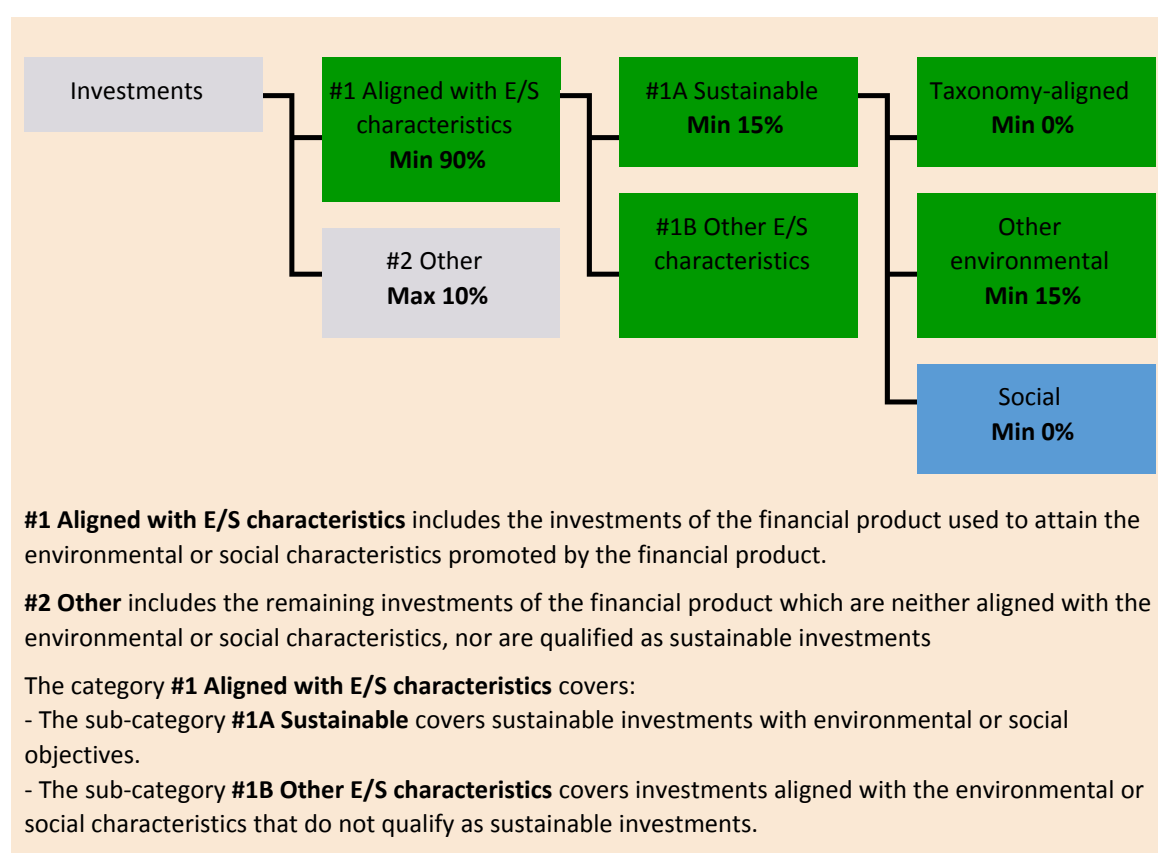 Investments
#1 Aligned with E/S
characteristics
Min 90%
#2 Other
Max 10%
#1A Sustainable
Min 15%
#1B Other E/S
characteristics
Taxonomy-aligned
Min 0%
Other
environmental
Min 15%
Social
Min 0%
#1 Aligned with E/S characteristics includes the investments of the financial product used to attain the
environmental or social characteristics promoted by the financial product.
#2 Other includes the remaining investments of the financial product which are neither aligned with the
environmental or social characteristics, nor are qualified as sustainable investments
The category #1 Aligned with E/S characteristics covers:
- The sub-category #1A Sustainable covers sustainable investments with environmental or social
objectives.
- The sub-category #1B Other E/S characteristics covers investments aligned with the environmental or
social characteristics that do not qualify as sustainable investments.